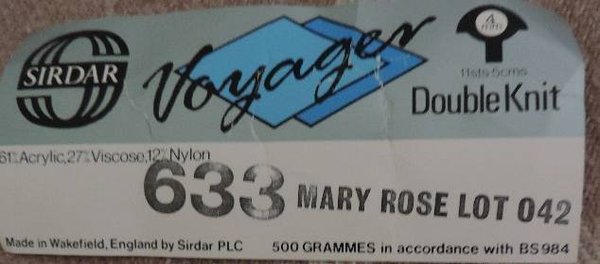 SIRDAR
Voyager
4
mm
11sts 5cms
Double Knit
61% Acrylic, 27% Viscose, 12% Nylon
633 MARY ROSE LOT 042
Made in Wakefield, England by Sirdar PLC 500 GRAMMES in accordance with BS 984